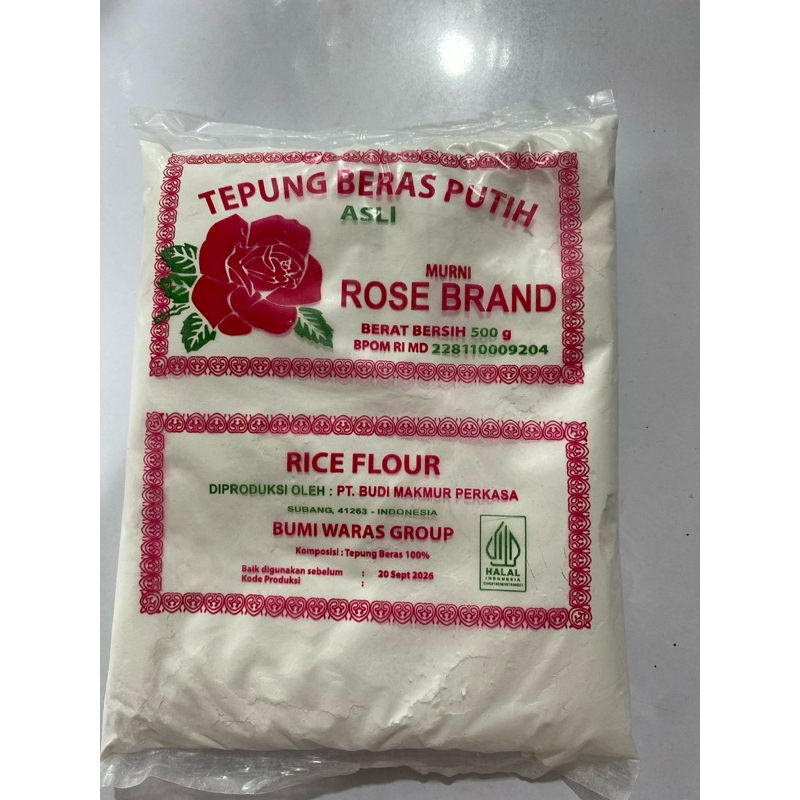 TEPUNG BERAS PUTIH
ASLI
MURNI
ROSE BRAND
BERAT BERSIH 500 g
BPOM RI MD 228110009204
RICE FLOUR
DIPRODUKSI OLEH : PT. BUDI MAKMUR PERKASA
SUBANG, 41263 - INDONESIA
BUMI WARAS GROUP
Komposisi : Tepung Beras 100%
Baik digunakan sebelum : 20 Sept 2026
Kode Produksi :
HALAL
INDONESIA